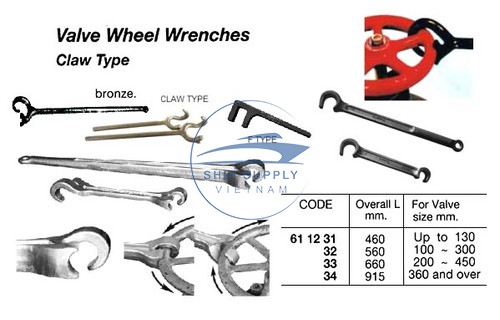 Valve Wheel Wrenches
Claw Type
bronze.
CLAW TYPE
F TYPE
SHIP SUPPLY
VIETNAM
CODE Overall L mm. For Valve size mm.
61 12 31 460 Up to 130
32 560 100 ~ 300
33 660 200 ~ 450
34 915 360 and over